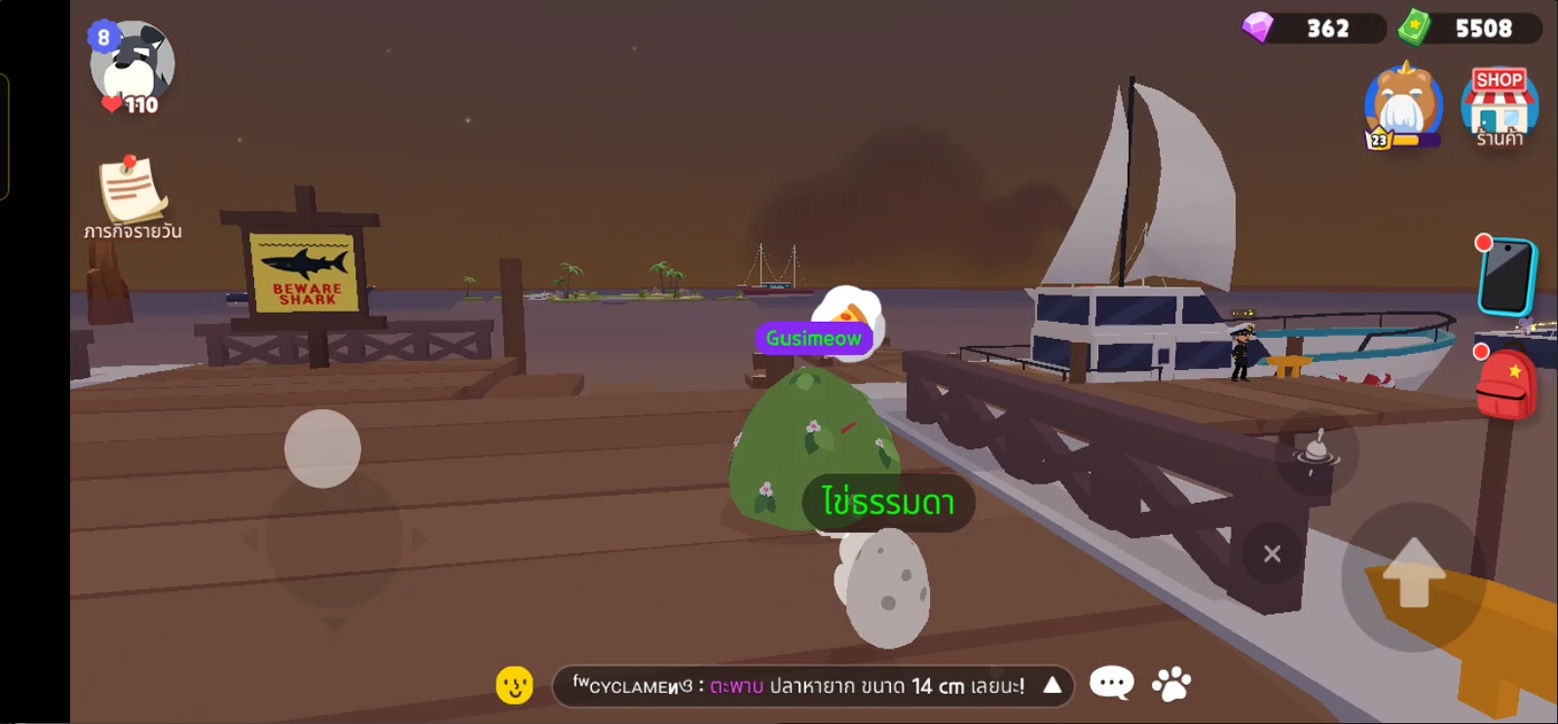 8
110
362
5508
SHOP
23
ร้านค้า
ภารกิจรายวัน
BEWARE
SHARK
Gusimeow
ไข่ธรรมดา
ตะพาบ ปลาหายาก ขนาด 14 cm เลยนะ!